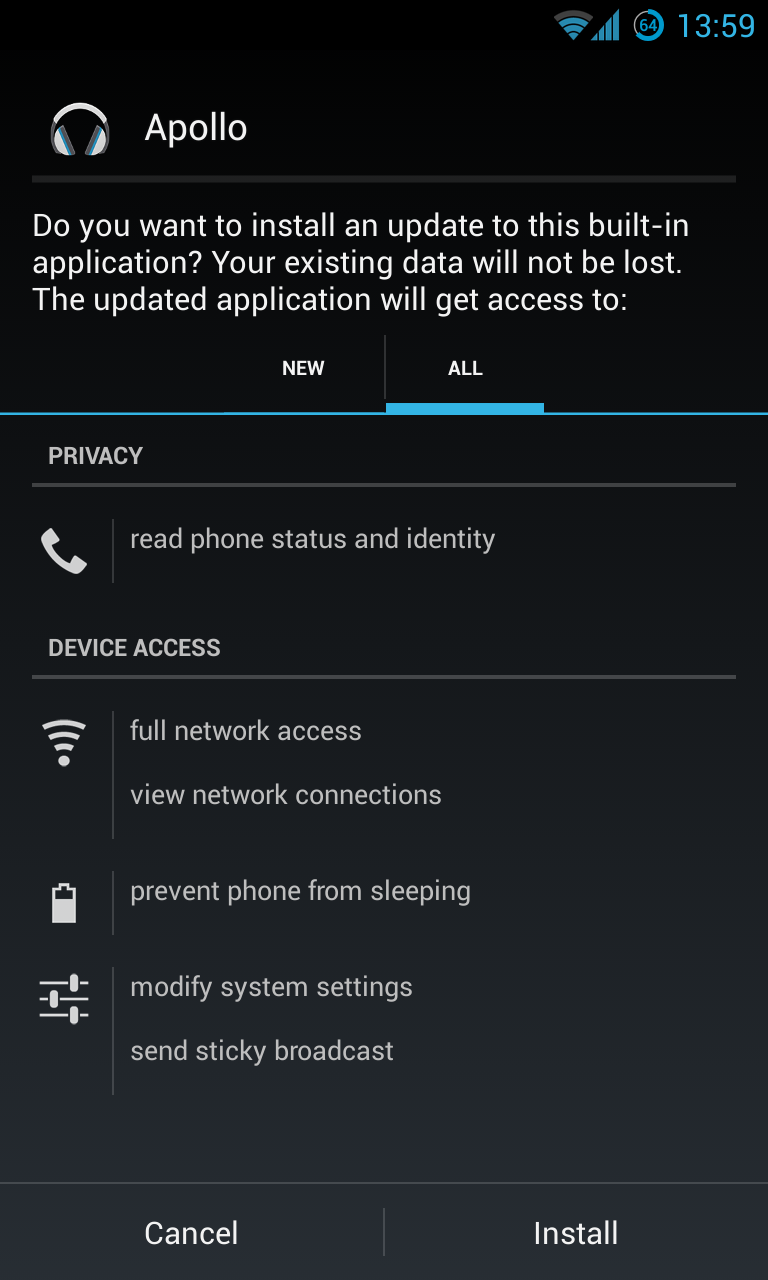 64 13:59
Apollo
Do you want to install an update to this built-in
application? Your existing data will not be lost.
The updated application will get access to:
NEW ALL
PRIVACY
read phone status and identity
DEVICE ACCESS
full network access
view network connections
prevent phone from sleeping
modify system settings
send sticky broadcast
Cancel Install